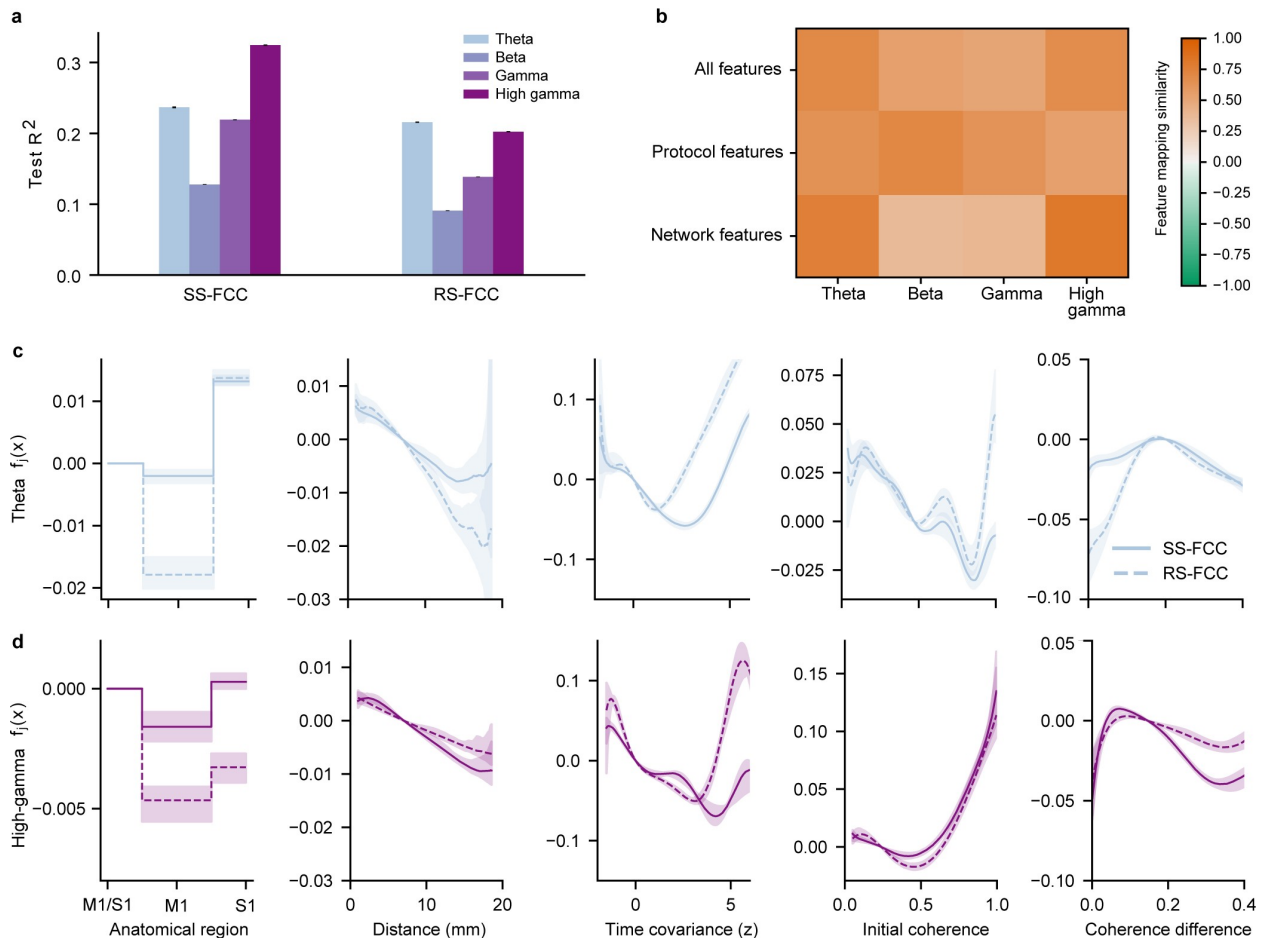 a
Test R²
0.3
0.2
0.1
0.0
Theta
Beta
Gamma
High gamma
SS-FCC
RS-FCC
b
All features
Protocol features
Network features
Theta
Beta
Gamma
High
gamma
1.00
0.75
0.50
0.25
0.00
−0.25
−0.50
−0.75
−1.00
Feature mapping similarity
c
Theta fj(x)
0.01
0.00
−0.01
−0.02
0.01
0.00
−0.01
−0.02
−0.03
0.1
0.0
−0.1
0.075
0.050
0.025
0.000
−0.025
0.05
0.00
−0.05
−0.10
SS-FCC
RS-FCC
d
High-gamma fj(x)
0.000
−0.005
M1/S1
M1
S1
Anatomical region
0.01
0.00
−0.01
−0.02
−0.03
0
10
20
Distance (mm)
0.1
0.0
−0.1
0
5
Time covariance (z)
0.15
0.10
0.05
0.00
0.0
0.5
1.0
Initial coherence
0.05
0.00
−0.05
−0.10
0.0
0.2
0.4
Coherence difference